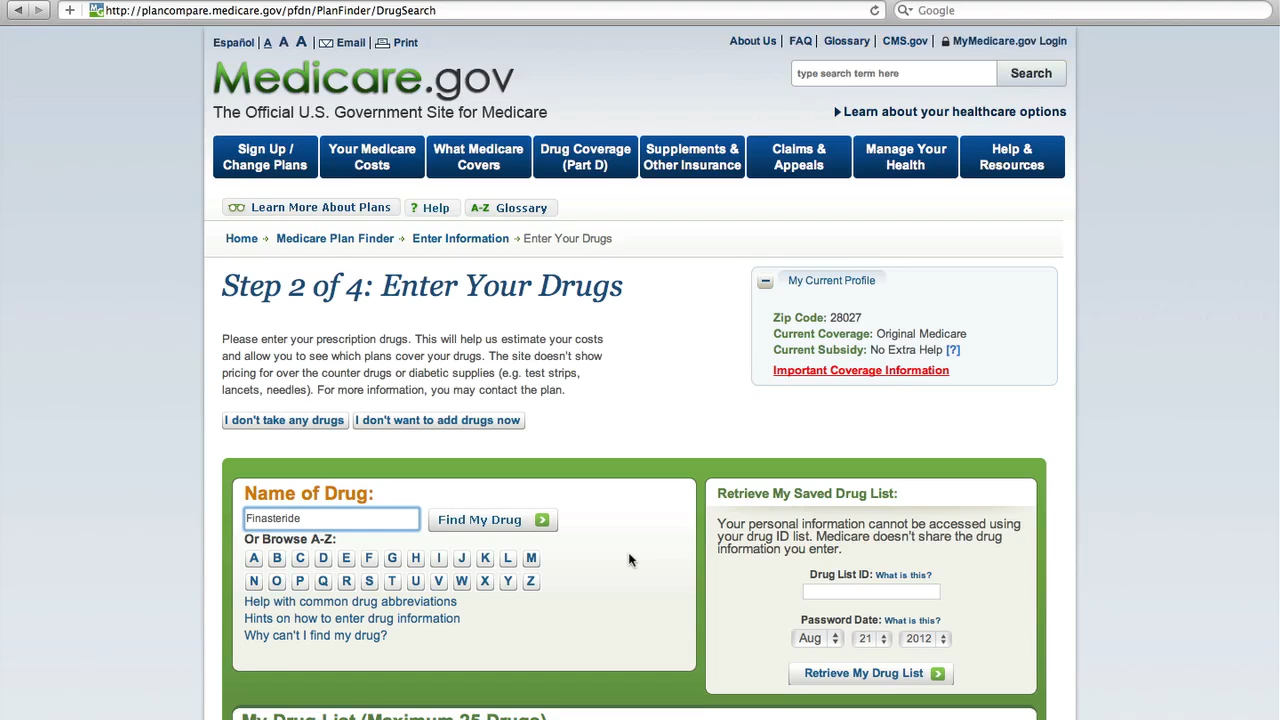 http://plancompare.medicare.gov/pfdn/PlanFinder/DrugSearch
Google
Español | A A A | Email | Print
About Us | FAQ | Glossary | CMS.gov | MyMedicare.gov Login
Medicare.gov
The Official U.S. Government Site for Medicare
type search term here
Search
Learn about your healthcare options
Sign Up / Change Plans
Your Medicare Costs
What Medicare Covers
Drug Coverage (Part D)
Supplements & Other Insurance
Claims & Appeals
Manage Your Health
Help & Resources
Learn More About Plans
? Help
A-Z Glossary
Home
Medicare Plan Finder
Enter Information
Enter Your Drugs
Step 2 of 4: Enter Your Drugs
Please enter your prescription drugs. This will help us estimate your costs
and allow you to see which plans cover your drugs. The site doesn't show
pricing for over the counter drugs or diabetic supplies (e.g. test strips,
lancets, needles). For more information, you may contact the plan.
I don't take any drugs
I don't want to add drugs now
My Current Profile
Zip Code: 28027
Current Coverage: Original Medicare
Current Subsidy: No Extra Help [?]
Important Coverage Information
Name of Drug:
Finasteride
Find My Drug
Or Browse A-Z:
A B C D E F G H I J K L M
N O P Q R S T U V W X Y Z
Help with common drug abbreviations
Hints on how to enter drug information
Why can't I find my drug?
Retrieve My Saved Drug List:
Your personal information cannot be accessed using
your drug ID list. Medicare doesn't share the drug
information you enter.
Drug List ID: What is this?
Password Date: What is this?
Aug 21 2012
Retrieve My Drug List
My Drug List (Maximum 25 Drugs)